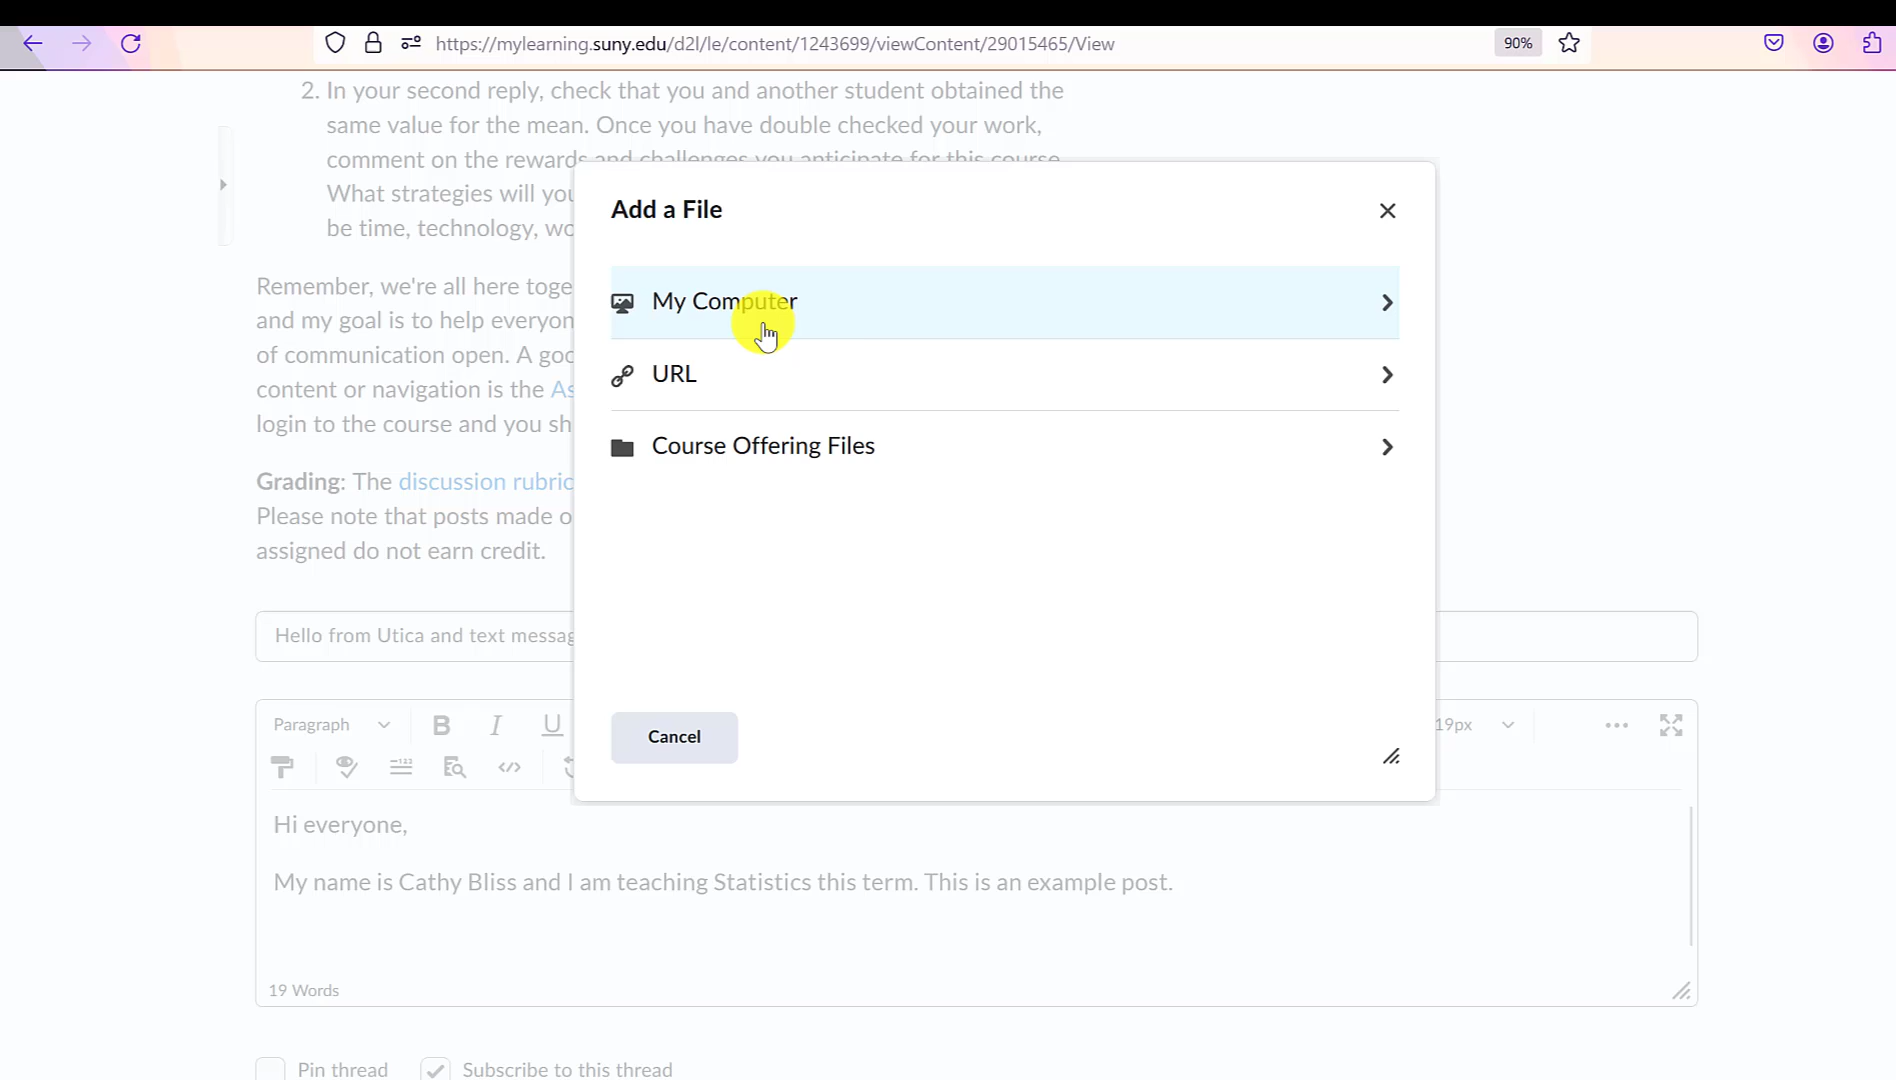 https://mylearning.suny.edu/d2l/le/content/1243699/viewContent/29015465/View
90%
2. In your second reply, check that you and another student obtained the
same value for the mean. Once you have double checked your work,
comment on the rewards and challenges you anticipate for this course
What strategies will you
be time, technology, wo
Remember, we're all here toge
and my goal is to help everyon
of communication open. A goo
content or navigation is the As
login to the course and you sh
Grading: The discussion rubric
Please note that posts made o
assigned do not earn credit.
Add a File
My Computer
URL
Course Offering Files
Cancel
Hello from Utica and text messag
Paragraph
B I U
19px
Hi everyone,
My name is Cathy Bliss and I am teaching Statistics this term. This is an example post.
19 Words
Pin thread
Subscribe to this thread